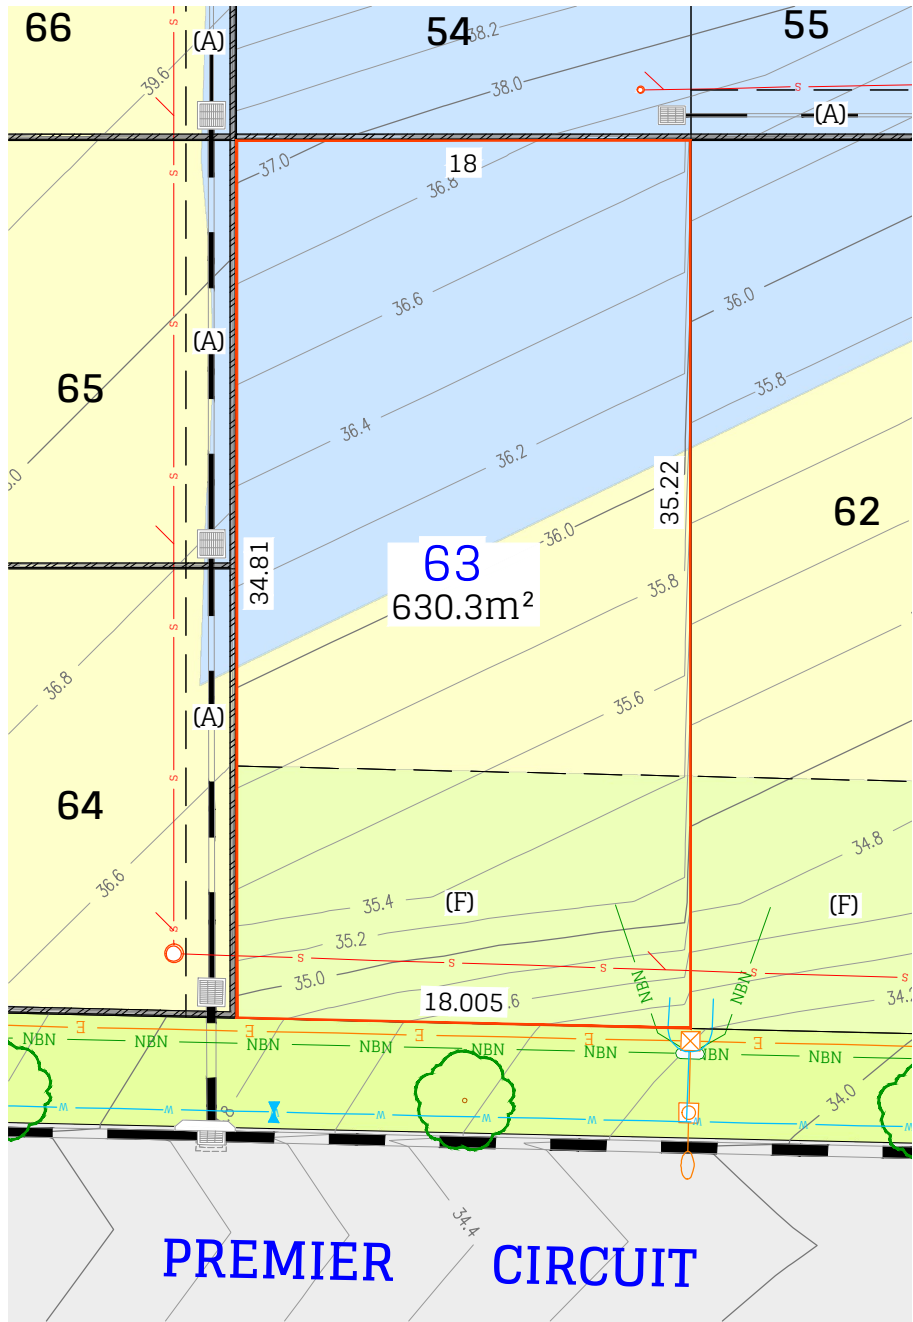 66
(A)
54
38.2
55
39.6
38.0
S
(A)
37.0
18
36.8
S
36.6
36.0
S
(A)
65
35.8
36.4
36.2
S
35.22
62
36.0
34.81
63
630.3m²
35.8
S
36.8
35.6
(A)
S
64
34.8
36.6
35.4
(F)
(F)
35.2
S
S
S
S
S
S
35.0
NBN
NBN
18.005
34.2
E
E
E
E
NBN
NBN
NBN
NBN
NBN
NBN
NBN
NBN
34.0
W
W
W
W
W
W
W
8
34.4
PREMIER CIRCUIT